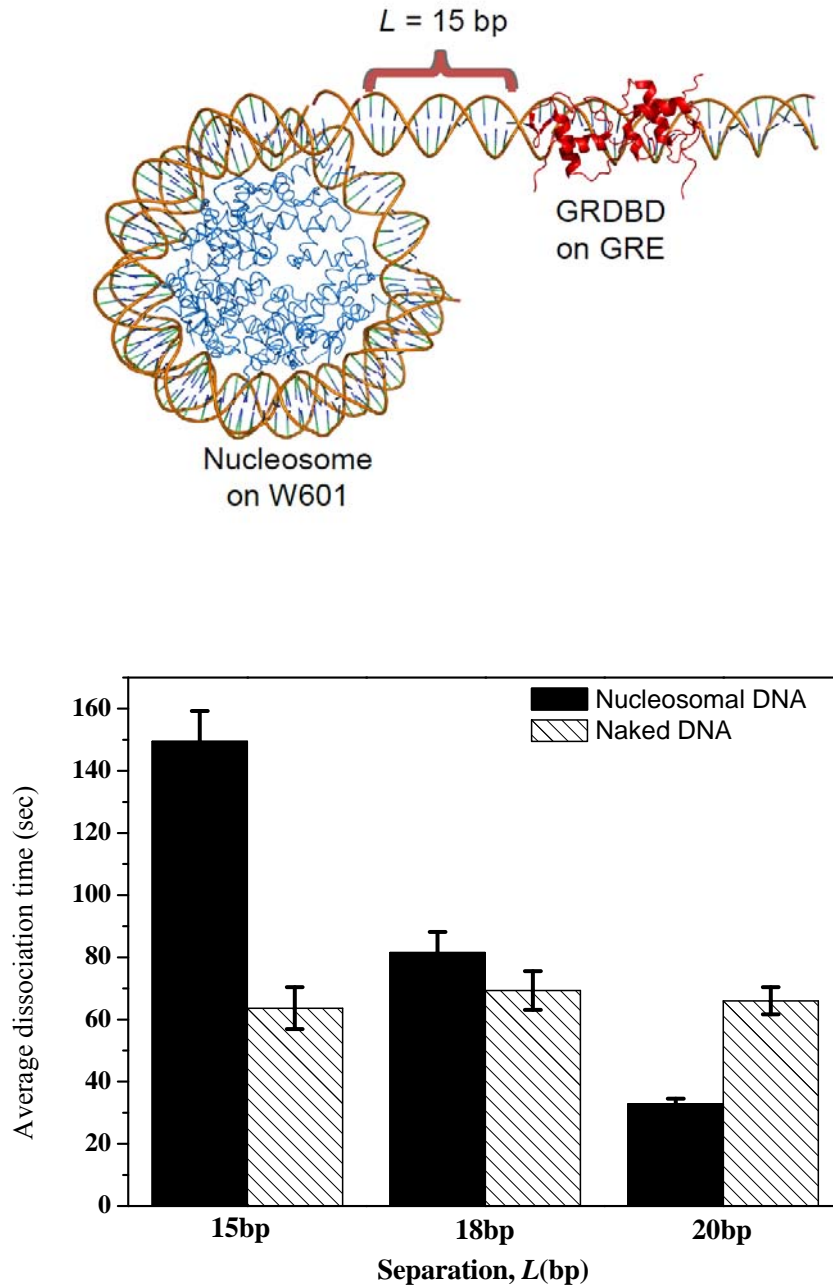 L = 15 bp
GRDBD
on GRE
Nucleosome
on W601
Nucleosomal DNA
Naked DNA
Average dissociation time (sec)
160
140
120
100
80
60
40
20
0
15bp
18bp
20bp
Separation, L(bp)